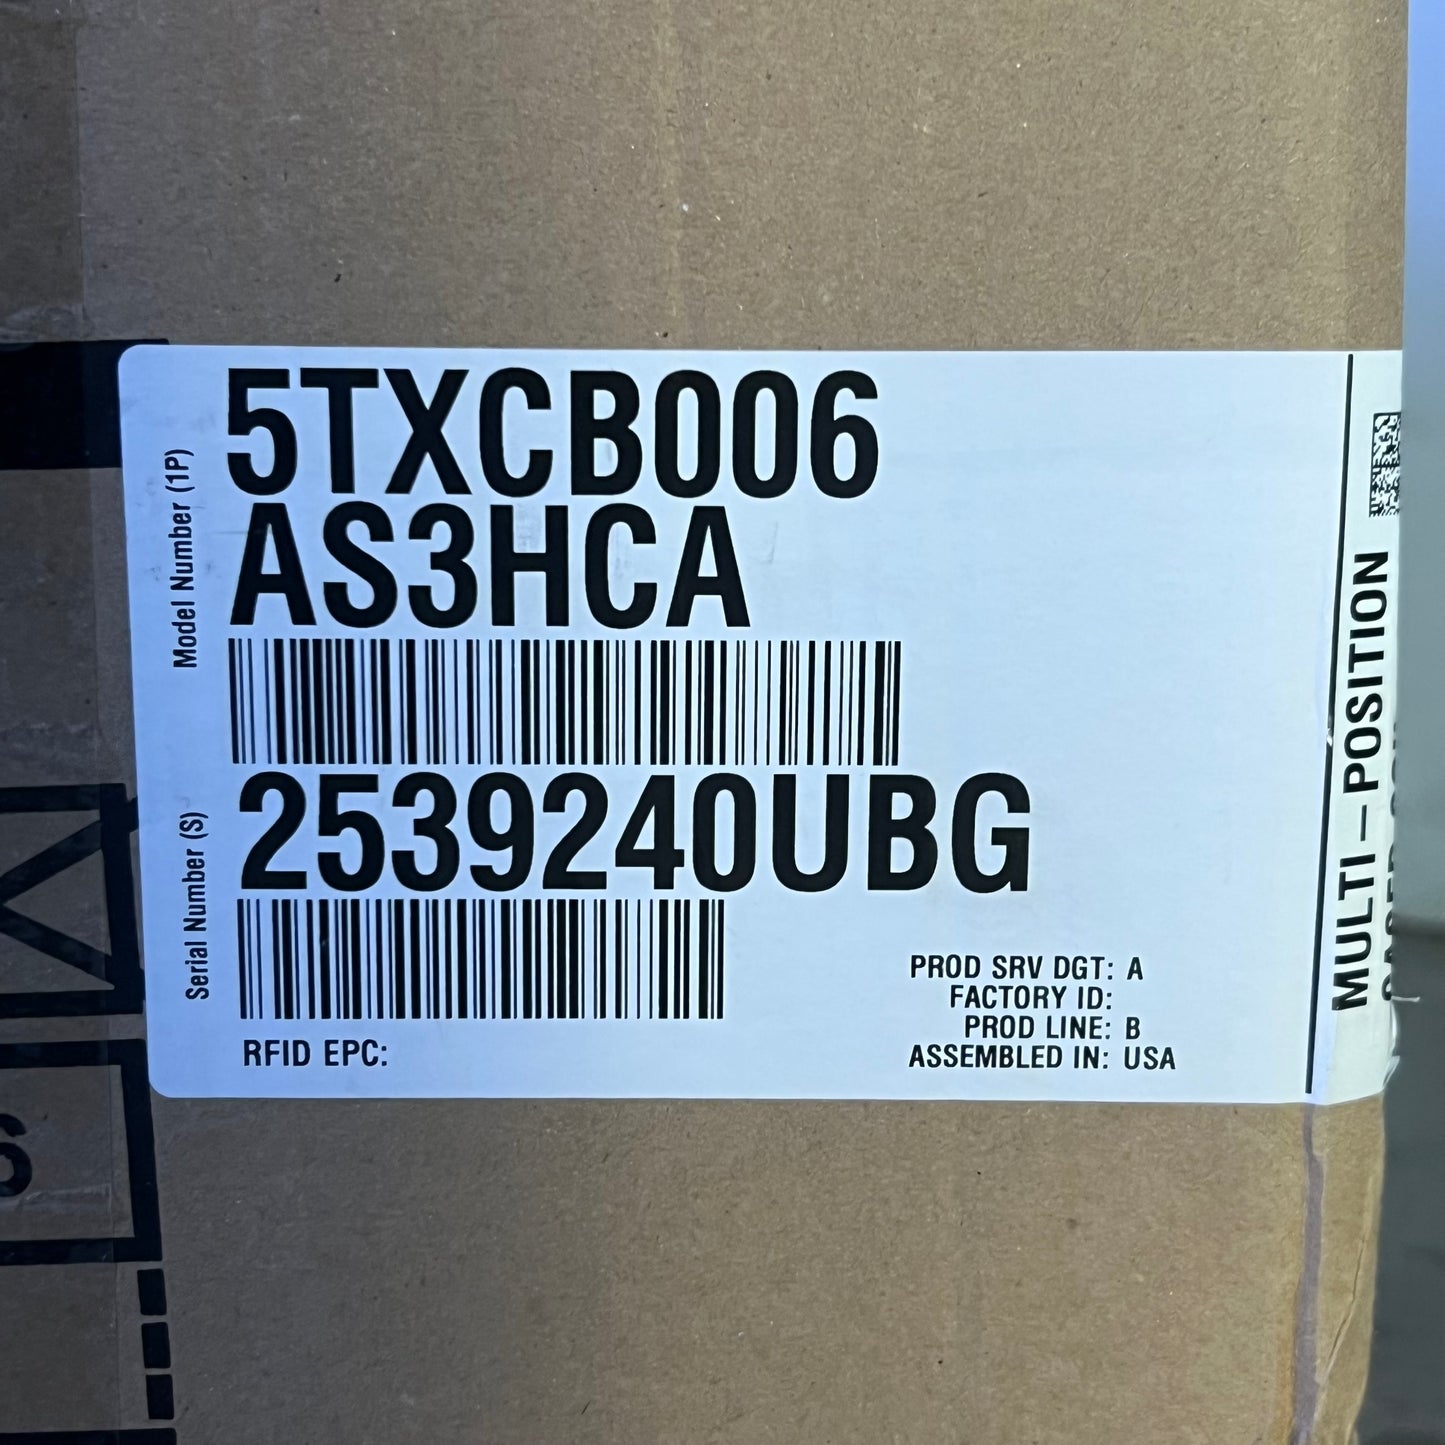 5TXCB006
AS3HCA
Model Number (1P)
2539240UBG
Serial Number (S)
RFID EPC:
PROD SRV DGT: A
FACTORY ID:
PROD LINE: B
ASSEMBLED IN: USA
MULTI-POSITION